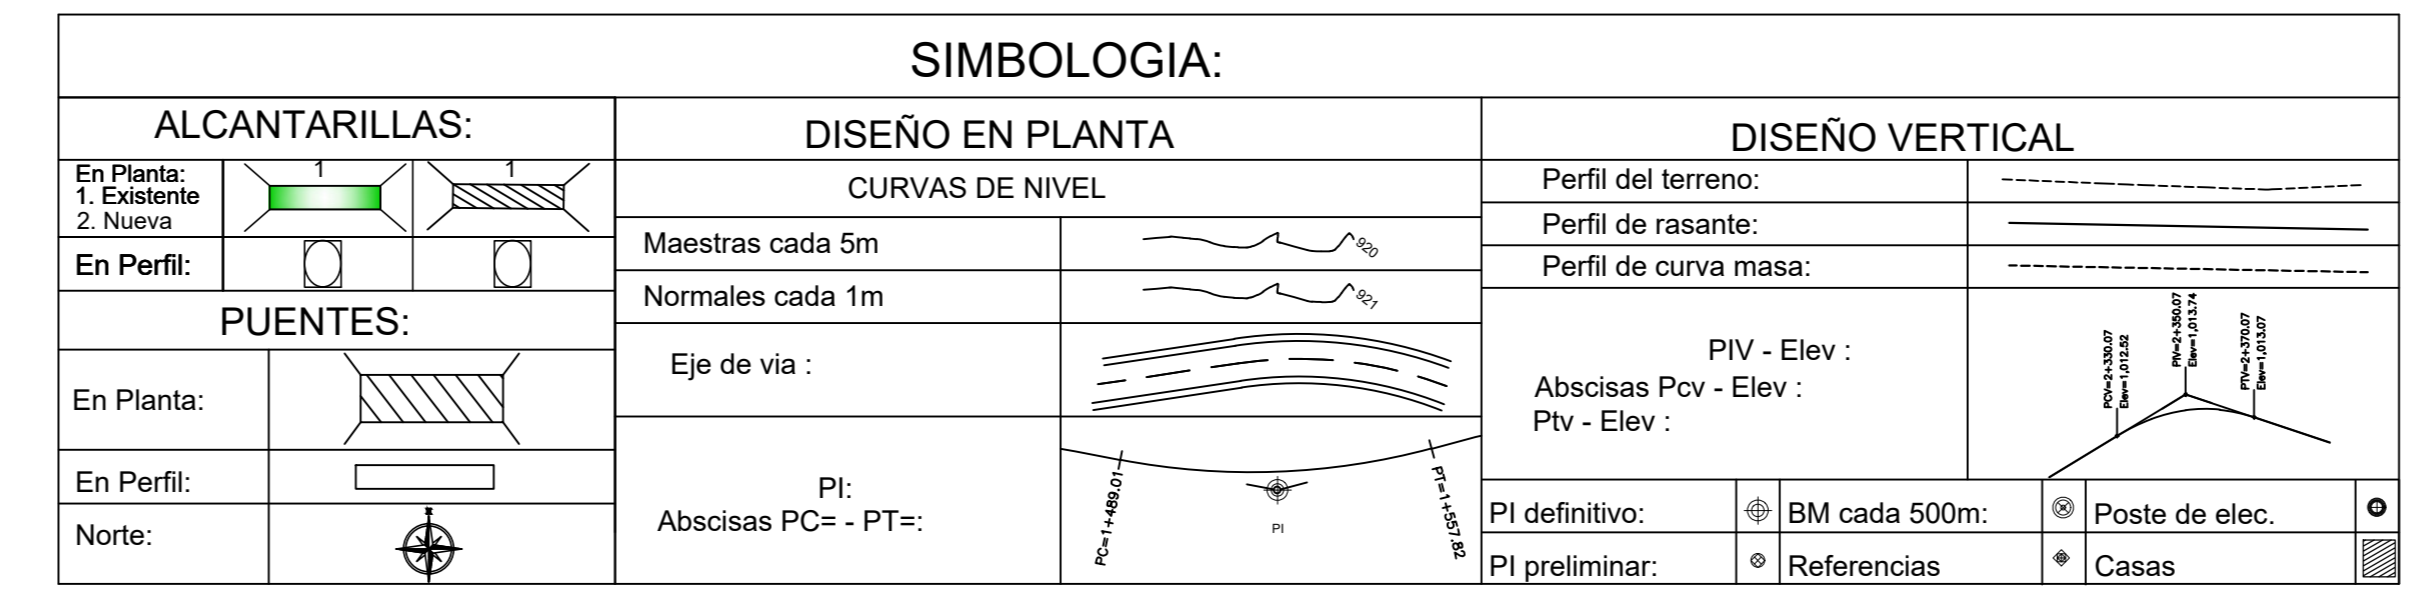 SIMBOLOGIA:
ALCANTARILLAS:
En Planta:
1. Existente
2. Nueva
1
1
En Perfil:
PUENTES:
En Planta:
En Perfil:
Norte:
DISEÑO EN PLANTA
CURVAS DE NIVEL
Maestras cada 5m
920
Normales cada 1m
921
Eje de via :
PI:
Abscisas PC= - PT=:
PC=1+489.01
PI
PT=1+557.82
DISEÑO VERTICAL
Perfil del terreno:
Perfil de rasante:
Perfil de curva masa:
PIV - Elev :
Abscisas Pcv - Elev :
Ptv - Elev :
PCV=2+330.07
Elev=1,012.52
PIV=2+350.07
Elev=1,013.74
PTV=2+370.07
Elev=1,013.07
PI definitivo:
BM cada 500m:
Poste de elec.
PI preliminar:
Referencias
Casas